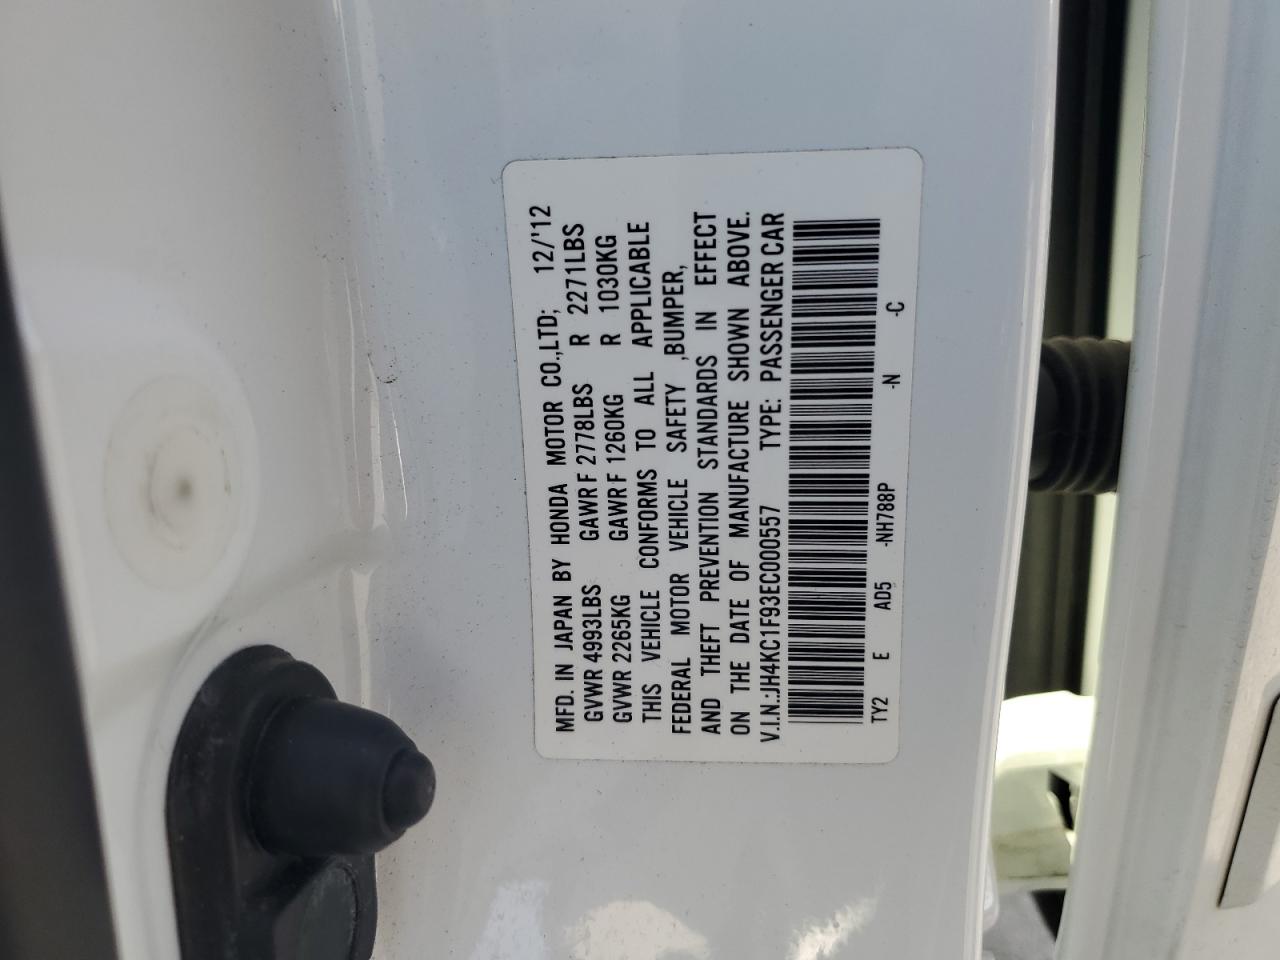 MFD. IN JAPAN BY HONDA MOTOR CO.,LTD; 12/'12
GVWR 4993LBS GAWR F 2778LBS R 2271LBS
GVWR 2265KG GAWR F 1260KG R 1030KG
THIS VEHICLE CONFORMS TO ALL APPLICABLE
FEDERAL MOTOR VEHICLE SAFETY ,BUMPER,
AND THEFT PREVENTION STANDARDS IN EFFECT
ON THE DATE OF MANUFACTURE SHOWN ABOVE.
V.I.N.:JH4KC1F93EC000557 TYPE: PASSENGER CAR
TY2 E AD5 -NH788P -N -C